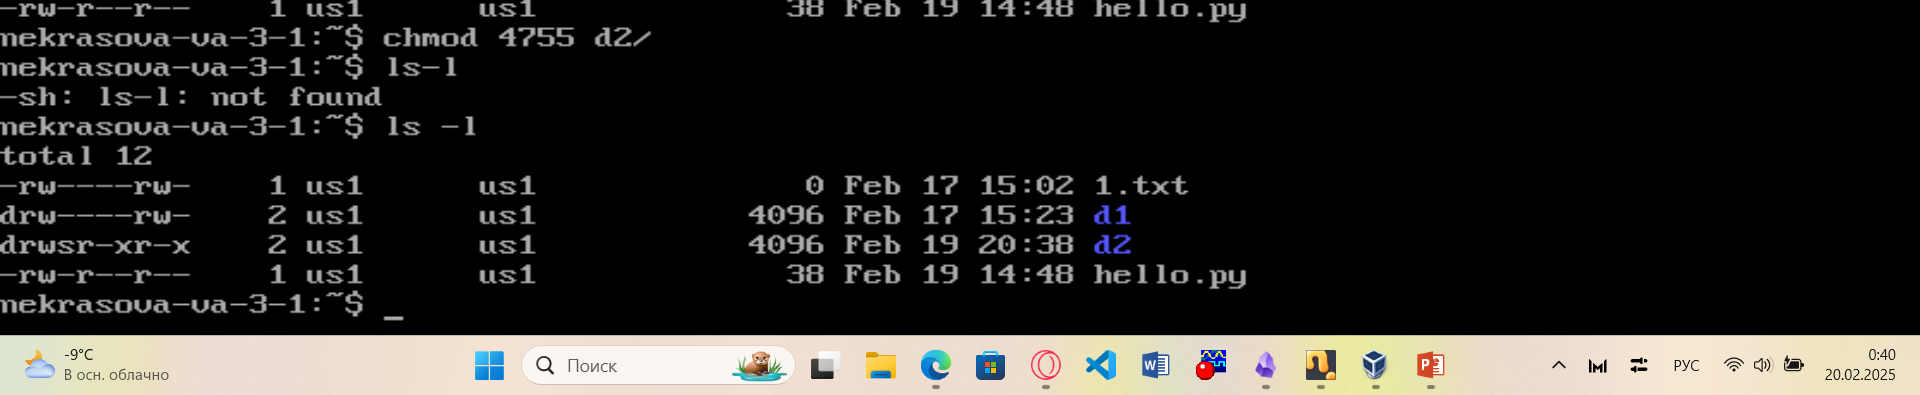 -rw-r--r-- 1 us1 us1 38 Feb 19 14:48 hello.py
mekrasova-va-3-1:~$ chmod 4755 d2/
mekrasova-va-3-1:~$ ls-l
-sh: ls-l: not found
mekrasova-va-3-1:~$ ls -l
total 12
-rw----rw- 1 us1 us1 0 Feb 17 15:02 1.txt
drw----rw- 2 us1 us1 4096 Feb 17 15:23 d1
drwsr-xr-x 2 us1 us1 4096 Feb 19 20:38 d2
-rw-r--r-- 1 us1 us1 38 Feb 19 14:48 hello.py
mekrasova-va-3-1:~$ _
-9°C
В осн. облачно
Поиск
РУС
0:40
20.02.2025